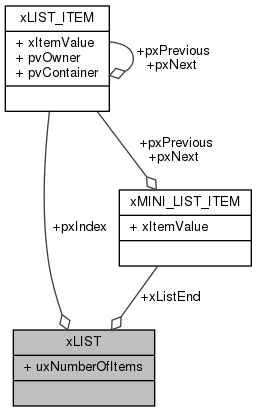 xLIST_ITEM
+ xItemValue
+ pvOwner
+ pvContainer
+pxPrevious
+pxNext
+pxPrevious
+pxNext
xMINI_LIST_ITEM
+ xItemValue
+pxIndex
+xListEnd
xLIST
+ uxNumberOfItems